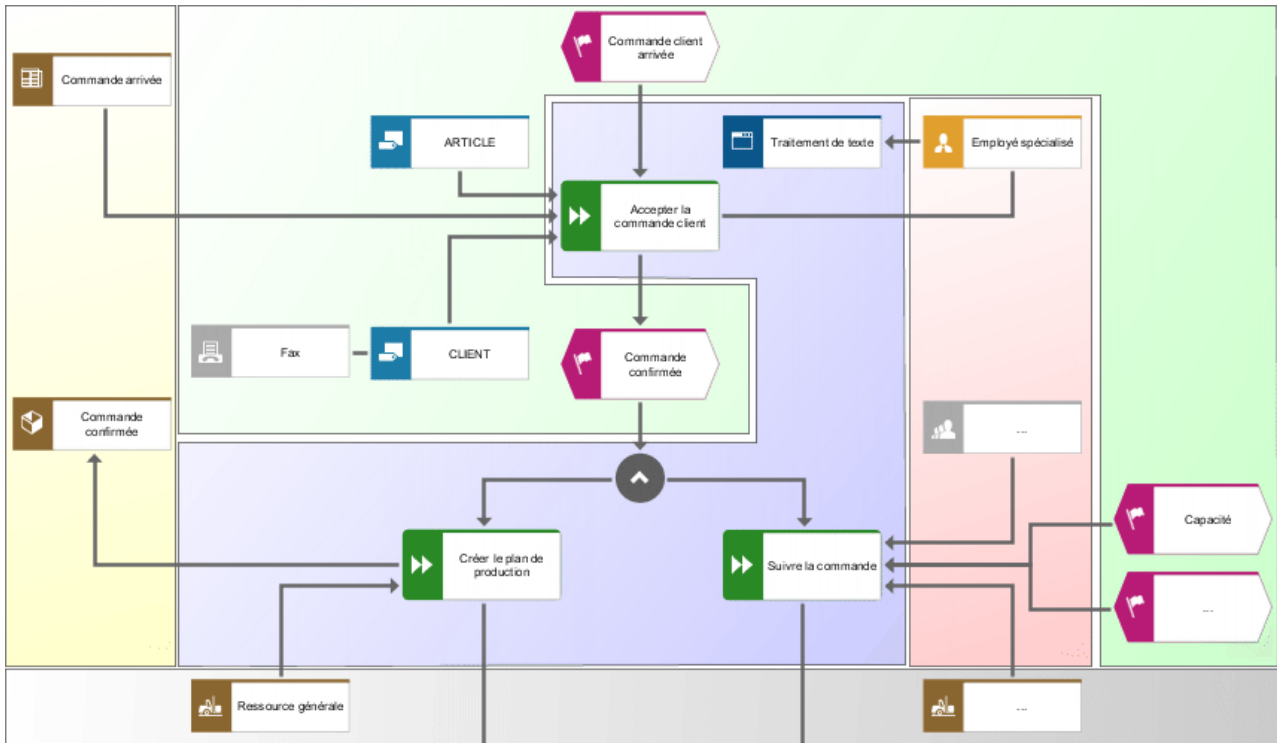 Commande client
arrivée
Commande arrivée
ARTICLE
Traitement de texte
Employé spécialisé
Accepter la
commande client
Fax
CLIENT
Commande
confirmée
Commande
confirmée
...
Capacité
Créer le plan de
production
Suivre la commande
...
Ressource générale
...